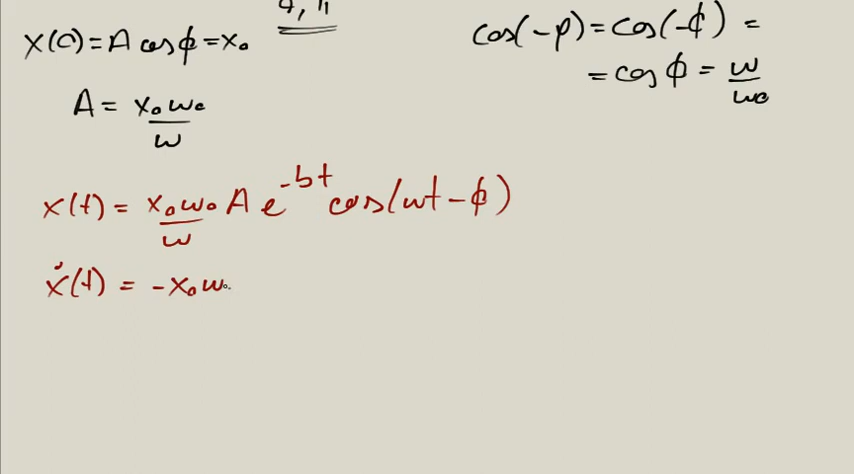 x(0) = A cos ϕ = x₀
A = x₀ω₀/ω
cos(-φ) = cos(-ϕ) =
= cos ϕ = ω/ω₀
x(t) = x₀ω₀/ω A e^-bt cos(ωt - ϕ)
ẋ(t) = -x₀ω₀